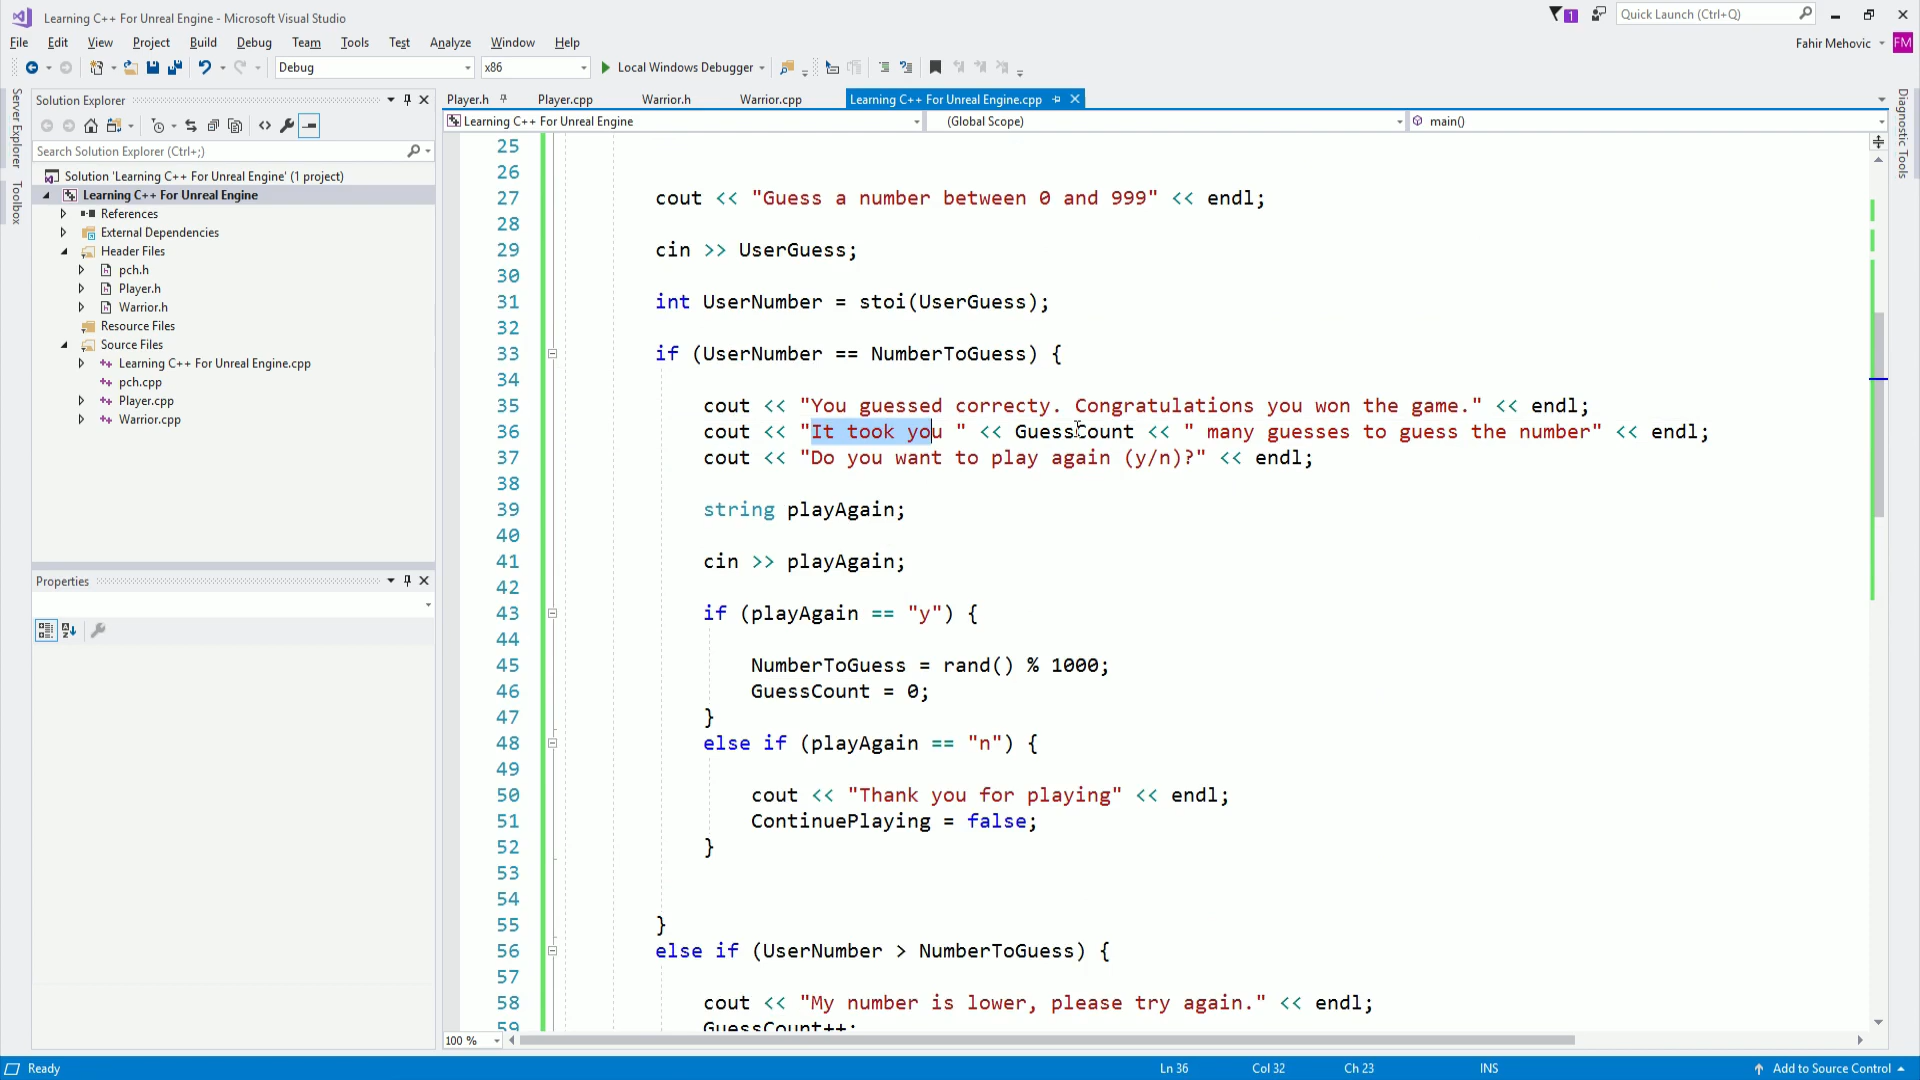 Learning C++ For Unreal Engine - Microsoft Visual Studio
1
Quick Launch (Ctrl+Q)
File Edit View Project Build Debug Team Tools Test Analyze Window Help
Fahir Mehovic FM
Debug x86 Local Windows Debugger
Server Explorer
Toolbox
Solution Explorer
Search Solution Explorer (Ctrl+;)
Solution 'Learning C++ For Unreal Engine' (1 project)
Learning C++ For Unreal Engine
References
External Dependencies
Header Files
pch.h
Player.h
Warrior.h
Resource Files
Source Files
Learning C++ For Unreal Engine.cpp
pch.cpp
Player.cpp
Warrior.cpp
Properties
Player.h Player.cpp Warrior.h Warrior.cpp Learning C++ For Unreal Engine.cpp
Learning C++ For Unreal Engine (Global Scope) main()
25
26
27 cout << "Guess a number between 0 and 999" << endl;
28
29 cin >> UserGuess;
30
31 int UserNumber = stoi(UserGuess);
32
33 if (UserNumber == NumberToGuess) {
34
35 cout << "You guessed correcty. Congratulations you won the game." << endl;
36 cout << "It took you " << GuessCount << " many guesses to guess the number" << endl;
37 cout << "Do you want to play again (y/n)?" << endl;
38
39 string playAgain;
40
41 cin >> playAgain;
42
43 if (playAgain == "y") {
44
45 NumberToGuess = rand() % 1000;
46 GuessCount = 0;
47 }
48 else if (playAgain == "n") {
49
50 cout << "Thank you for playing" << endl;
51 ContinuePlaying = false;
52 }
53
54
55 }
56 else if (UserNumber > NumberToGuess) {
57
58 cout << "My number is lower, please try again." << endl;
59 GuessCount++;
100 %
Diagnostic Tools
Ready Ln 36 Col 32 Ch 23 INS Add to Source Control